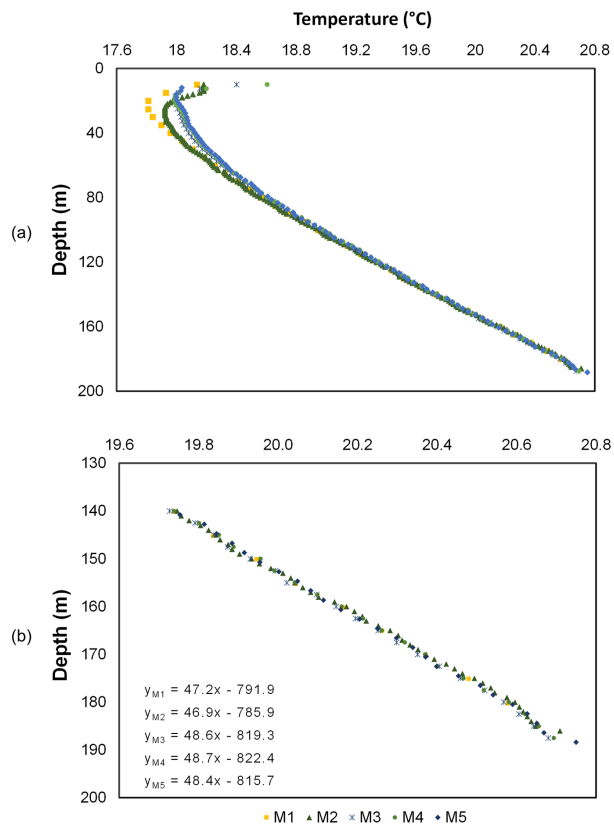 Temperature (°C)
17.6 18 18.4 18.8 19.2 19.6 20 20.4 20.8
0
40
80
120
160
200
Depth (m)
(a)
19.6 19.8 20.0 20.2 20.4 20.6 20.8
130
140
150
160
170
180
190
200
Depth (m)
(b)
yM1 = 47.2x - 791.9
yM2 = 46.9x - 785.9
yM3 = 48.6x - 819.3
yM4 = 48.7x - 822.4
yM5 = 48.4x - 815.7
M1 M2 M3 M4 M5